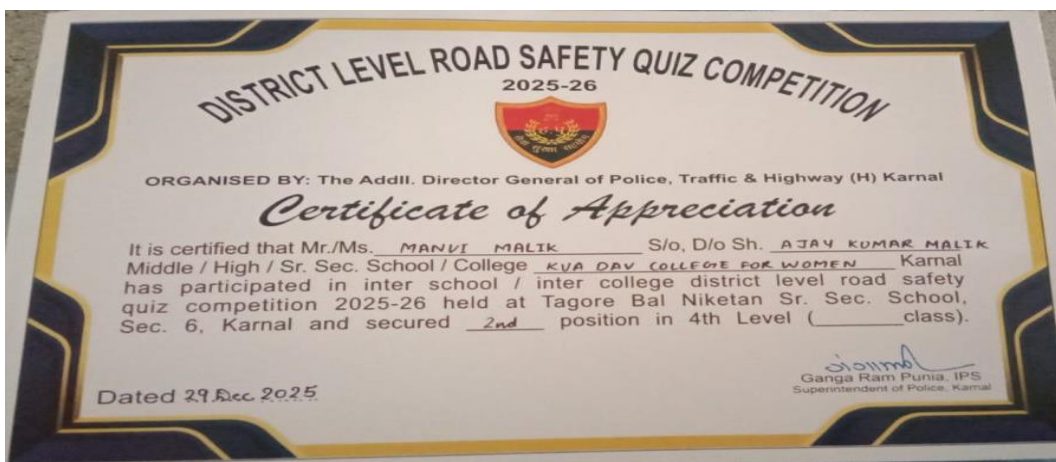 DISTRICT LEVEL ROAD SAFETY QUIZ COMPETITION
2025-26
ORGANISED BY: The Addll. Director General of Police, Traffic & Highway (H) Karnal
Certificate of Appreciation
It is certified that Mr./Ms. MANVI MALIK S/o, D/o Sh. AJAY KUMAR MALIK
Middle / High / Sr. Sec. School / College KVA DAV COLLEGE FOR WOMEN Karnal
has participated in inter school / inter college district level road safety
quiz competition 2025-26 held at Tagore Bal Niketan Sr. Sec. School,
Sec. 6, Karnal and secured 2nd position in 4th Level (______class).
Dated 29 Dec 2025
Ganga Ram Punia, IPS
Superintendent of Police, Karnal